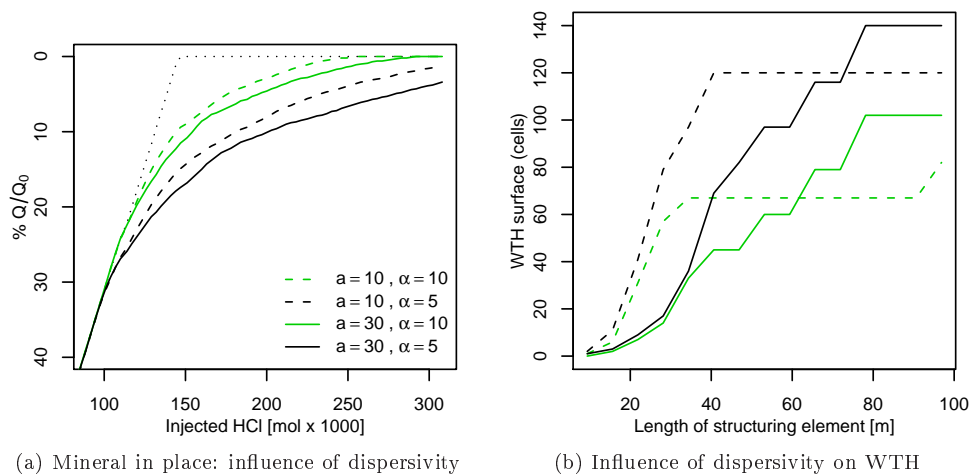 0
10
20
30
40
% Q/Q₀
a = 10 , α = 10
a = 10 , α = 5
a = 30 , α = 10
a = 30 , α = 5
100 150 200 250 300
Injected HCl [mol x 1000]
(a) Mineral in place: influence of dispersivity
140
120
100
80
60
40
20
0
WTH surface (cells)
20 40 60 80 100
Length of structuring element [m]
(b) Influence of dispersivity on WTH